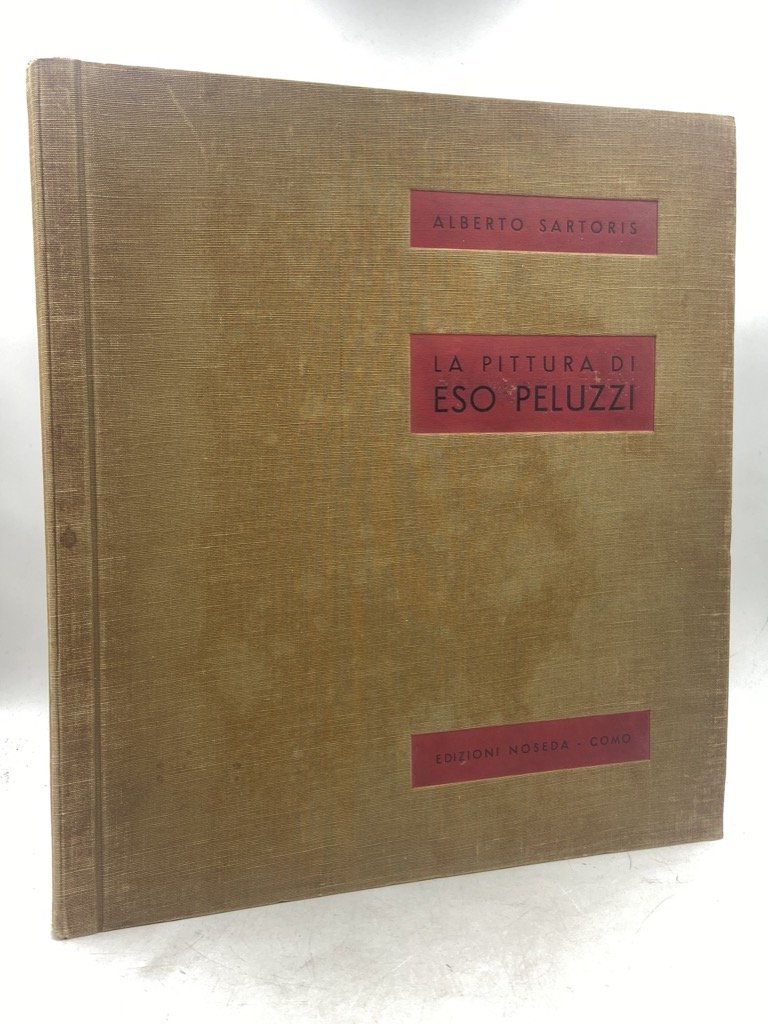 ALBERTO SARTORIS
LA PITTURA DI
ESO PELUZZI
EDIZIONI NOSEDA - COMO